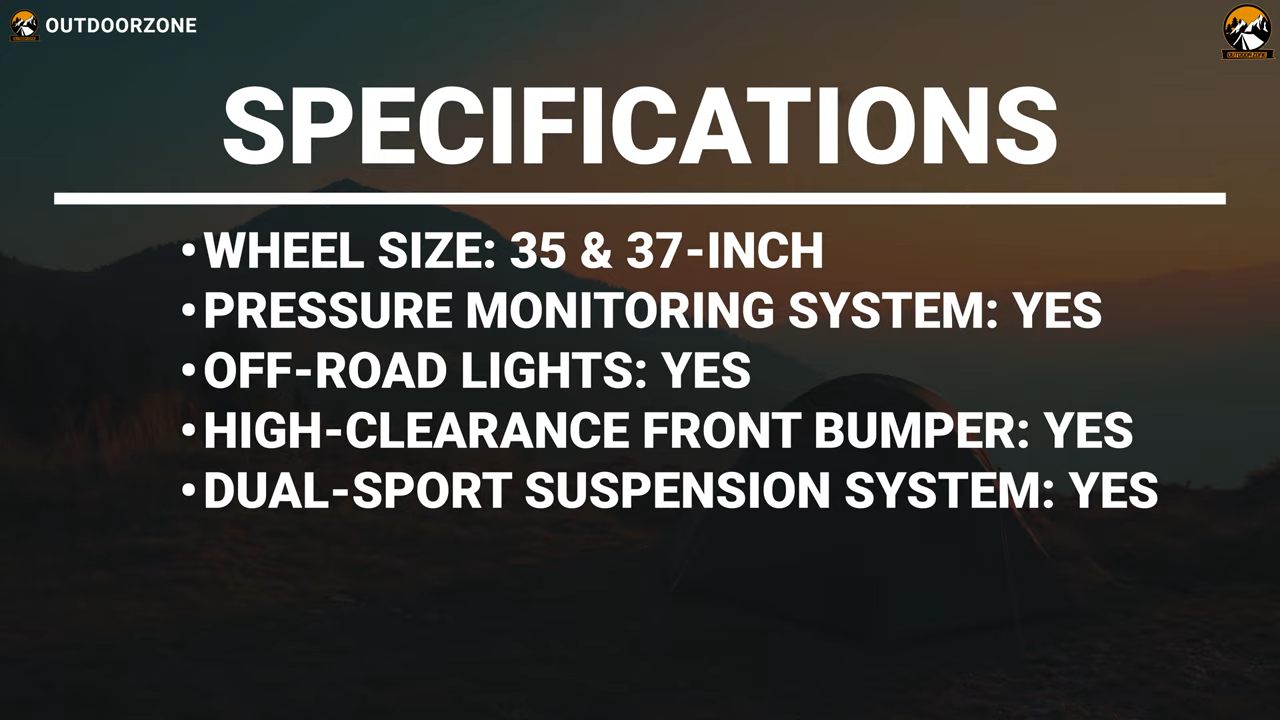 OUTDOORZONE
OUTDOORZONE
SPECIFICATIONS
•WHEEL SIZE: 35 & 37-INCH
•PRESSURE MONITORING SYSTEM: YES
•OFF-ROAD LIGHTS: YES
•HIGH-CLEARANCE FRONT BUMPER: YES
•DUAL-SPORT SUSPENSION SYSTEM: YES